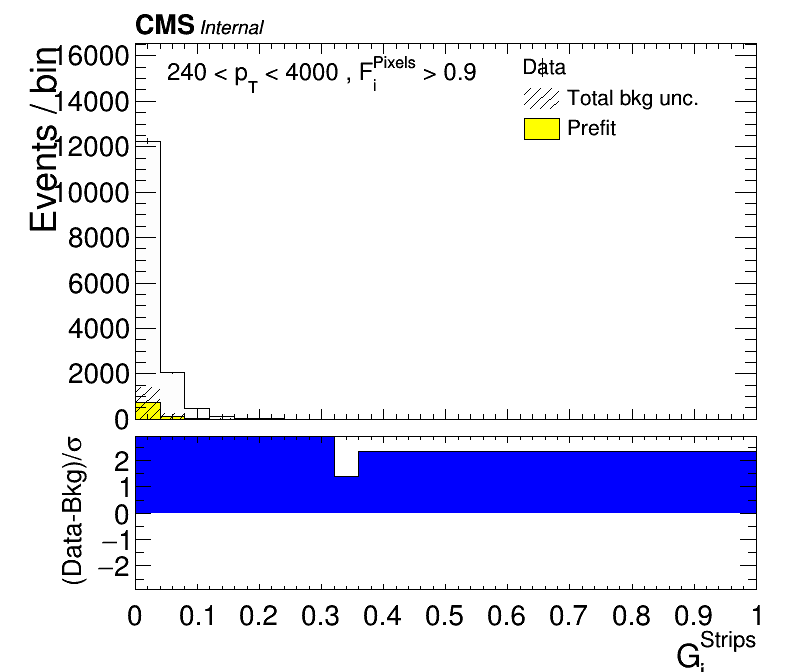 CMS Internal
240 < p_T < 4000 , F_i^Pixels > 0.9
Data
Total bkg unc.
Prefit
Events / bin
16000
14000
12000
10000
8000
6000
4000
2000
0
(Data-Bkg)/σ
2
1
0
−1
−2
0 0.1 0.2 0.3 0.4 0.5 0.6 0.7 0.8 0.9 1
G_i^Strips